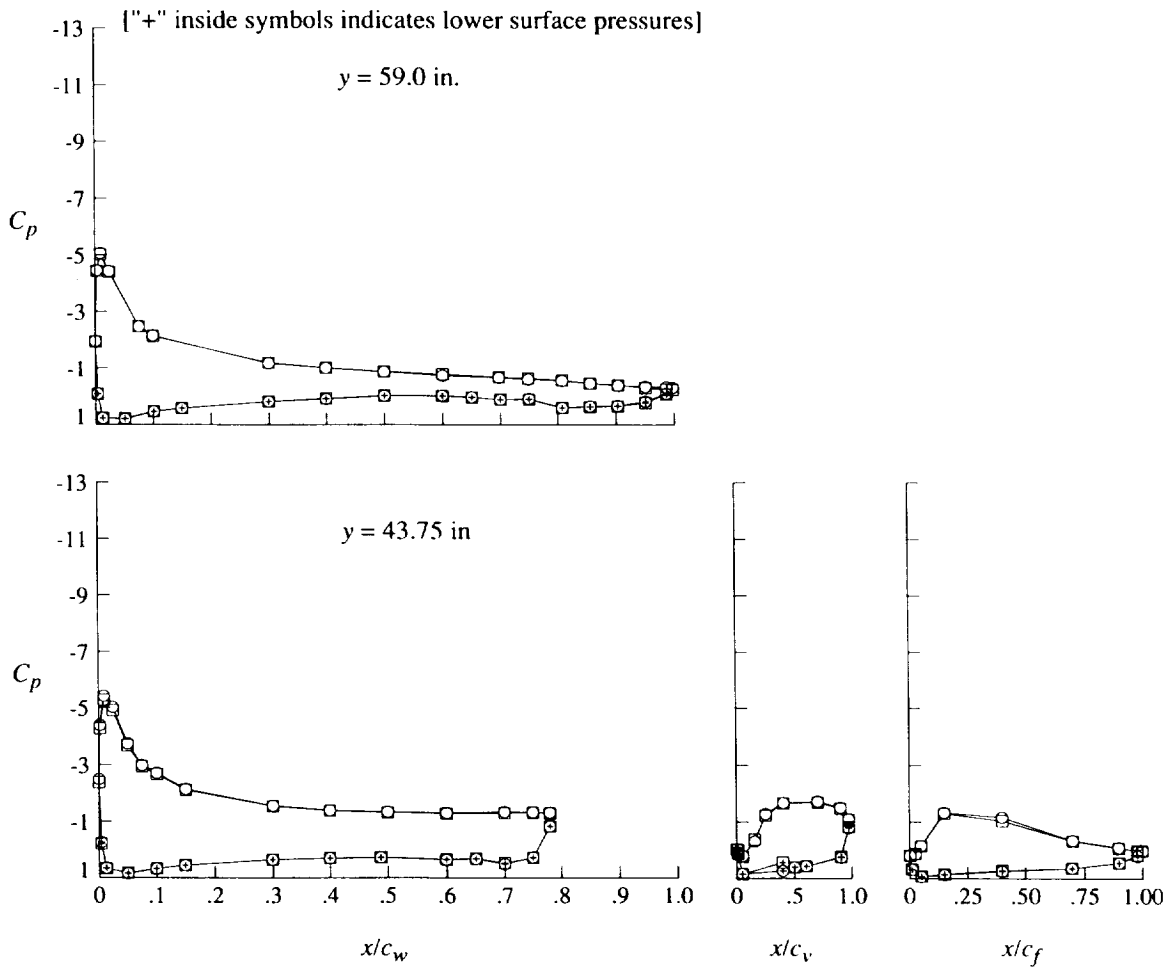 ["+" inside symbols indicates lower surface pressures]
-13
y = 59.0 in.
-11
-9
-7
Cp
-5
-3
-1
1
-13
y = 43.75 in
-11
-9
-7
Cp
-5
-3
-1
1
0 .1 .2 .3 .4 .5 .6 .7 .8 .9 1.0 0 .5 1.0 0 .25 .50 .75 1.00
x/cw x/cv x/cf